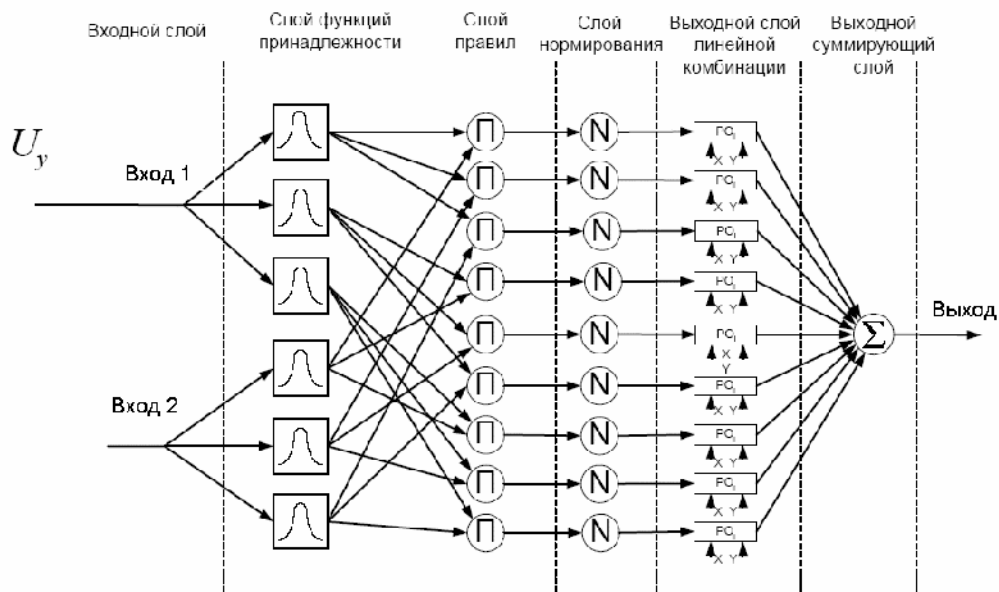 Входной слой
Слой функций
принадлежности
Слой
правил
Слой
нормирования
Выходной слой
линейной
комбинации
Выходной
суммирующий
слой
U_y
Вход 1
Вход 2
П
П
П
П
П
П
П
П
П
N
N
N
N
N
N
N
N
N
X Y
X Y
X Y
X Y
X
Y
X Y
X Y
X Y
X Y
Σ
Выход